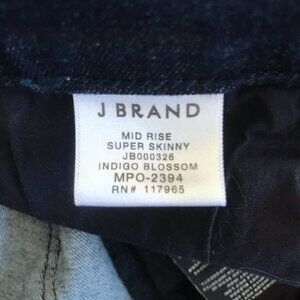 J BRAND
MID RISE
SUPER SKINNY
JB000326
INDIGO BLOSSOM
MPO-2394
RN# 117965